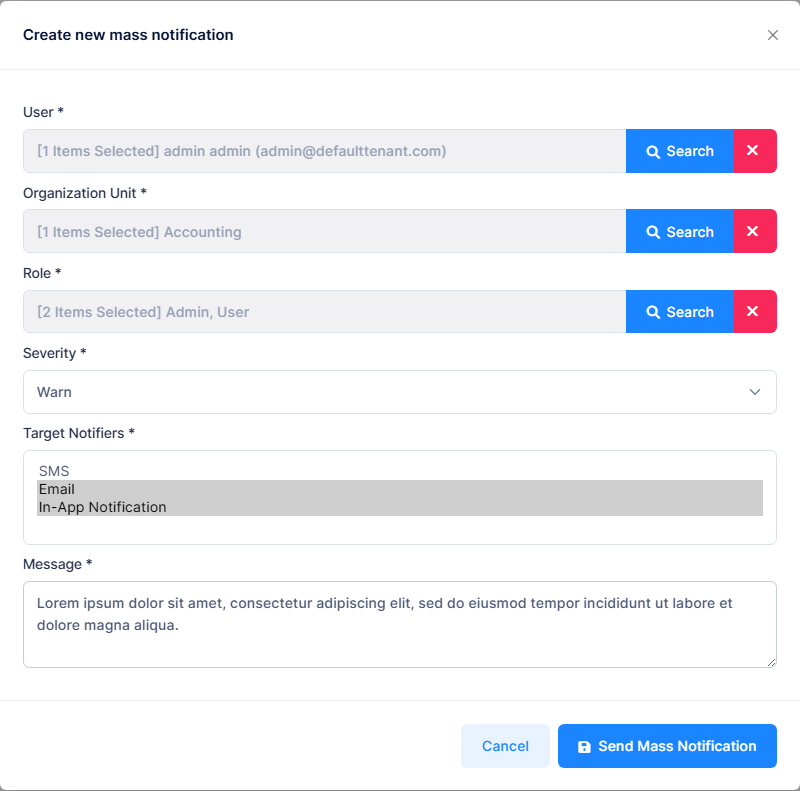 Create new mass notification
User *
[1 Items Selected] admin admin (admin@defaulttenant.com)
Search
Organization Unit *
[1 Items Selected] Accounting
Search
Role *
[2 Items Selected] Admin, User
Search
Severity *
Warn
Target Notifiers *
SMS
Email
In-App Notification
Message *
Lorem ipsum dolor sit amet, consectetur adipiscing elit, sed do eiusmod tempor incididunt ut labore et
dolore magna aliqua.
Cancel
Send Mass Notification